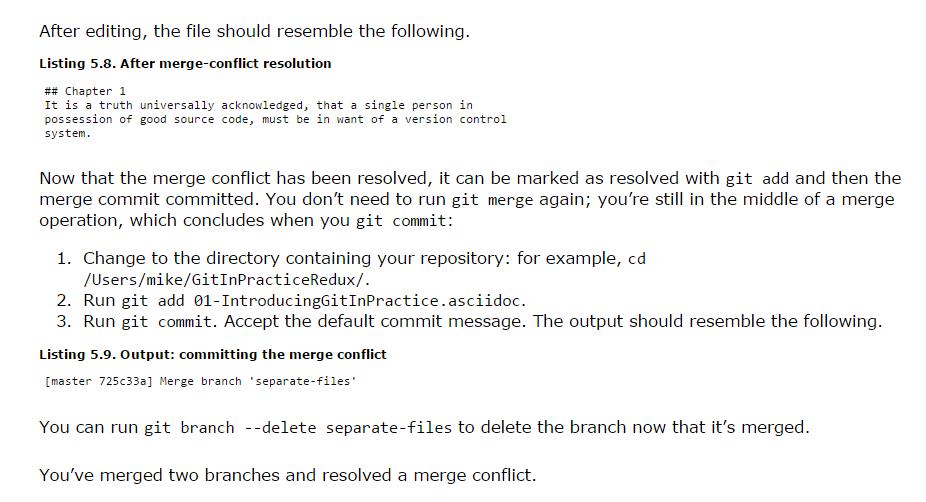 After editing, the file should resemble the following.
Listing 5.8. After merge-conflict resolution
## Chapter 1
It is a truth universally acknowledged, that a single person in
possession of good source code, must be in want of a version control
system.
Now that the merge conflict has been resolved, it can be marked as resolved with git add and then the
merge commit committed. You don’t need to run git merge again; you’re still in the middle of a merge
operation, which concludes when you git commit:
1. Change to the directory containing your repository: for example, cd
/Users/mike/GitInPracticeRedux/.
2. Run git add 01-IntroducingGitInPractice.asciidoc.
3. Run git commit. Accept the default commit message. The output should resemble the following.
Listing 5.9. Output: committing the merge conflict
[master 725c33a] Merge branch 'separate-files'
You can run git branch --delete separate-files to delete the branch now that it’s merged.
You’ve merged two branches and resolved a merge conflict.